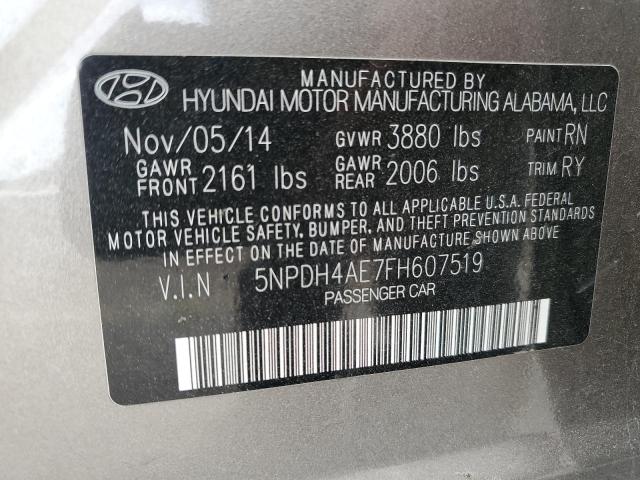 MANUFACTURED BY
HYUNDAI MOTOR MANUFACTURING ALABAMA, LLC
Nov/05/14 GVWR 3880 lbs PAINT RN
GAWR FRONT 2161 lbs GAWR REAR 2006 lbs TRIM RY
THIS VEHICLE CONFORMS TO ALL APPLICABLE U.S.A. FEDERAL
MOTOR VEHICLE SAFETY, BUMPER, AND THEFT PREVENTION STANDARDS
IN EFFECT ON THE DATE OF MANUFACTURE SHOWN ABOVE
V.I.N 5NPDH4AE7FH607519
PASSENGER CAR